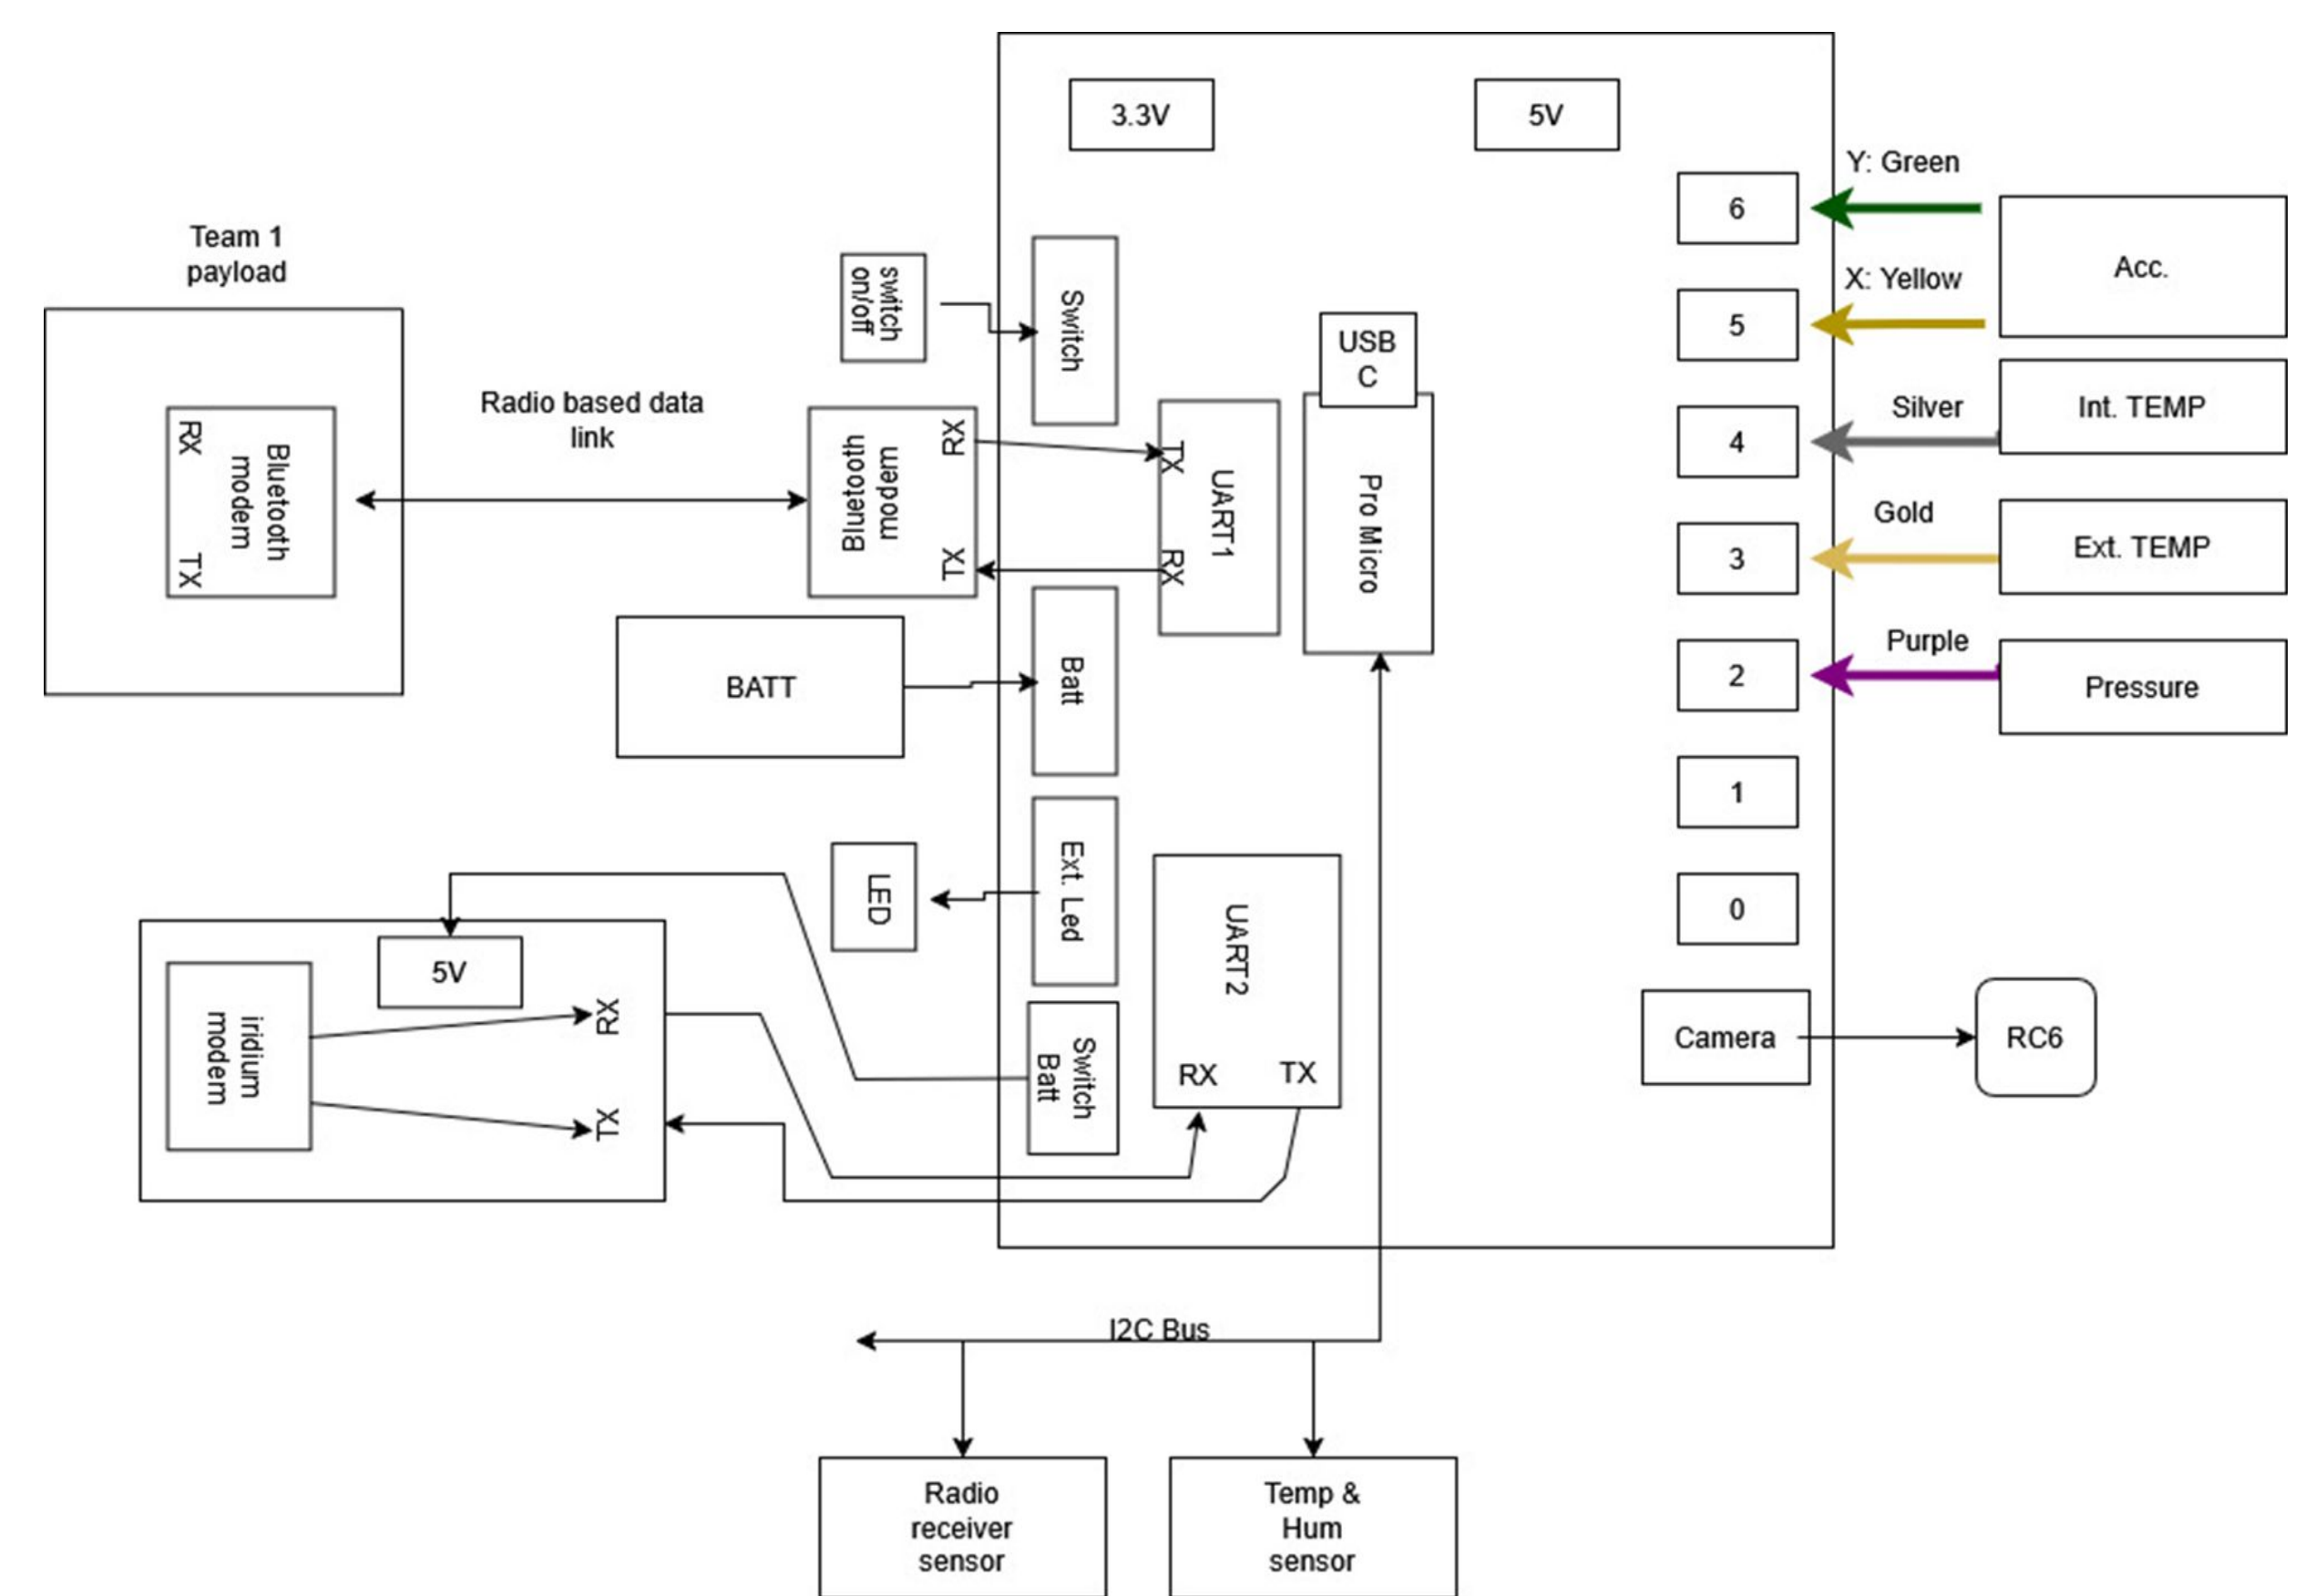 3.3V
5V
Y: Green
6
Acc.
X: Yellow
5
Team 1
payload
switch
on/off
Switch
USB
C
Silver
4
Int. TEMP
Radio based data
link
RX
Bluetooth
modem
TX
Bluetooth
modem
RX
TX
TX
UART1
RX
Pro Micro
Gold
3
Ext. TEMP
Purple
2
Pressure
BATT
Batt
1
LED
Ext. Led
UART2
RX
TX
0
5V
iridium
modem
RX
TX
Switch
Batt
Camera
RC6
I2C Bus
Radio
receiver
sensor
Temp &
Hum
sensor